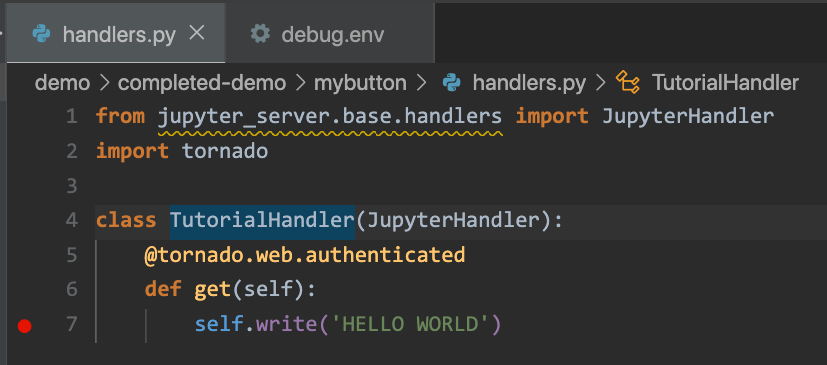 handlers.py debug.env
demo > completed-demo > mybutton > handlers.py > TutorialHandler
1 from jupyter_server.base.handlers import JupyterHandler
2 import tornado
3
4 class TutorialHandler(JupyterHandler):
5     @tornado.web.authenticated
6     def get(self):
7         self.write('HELLO WORLD')